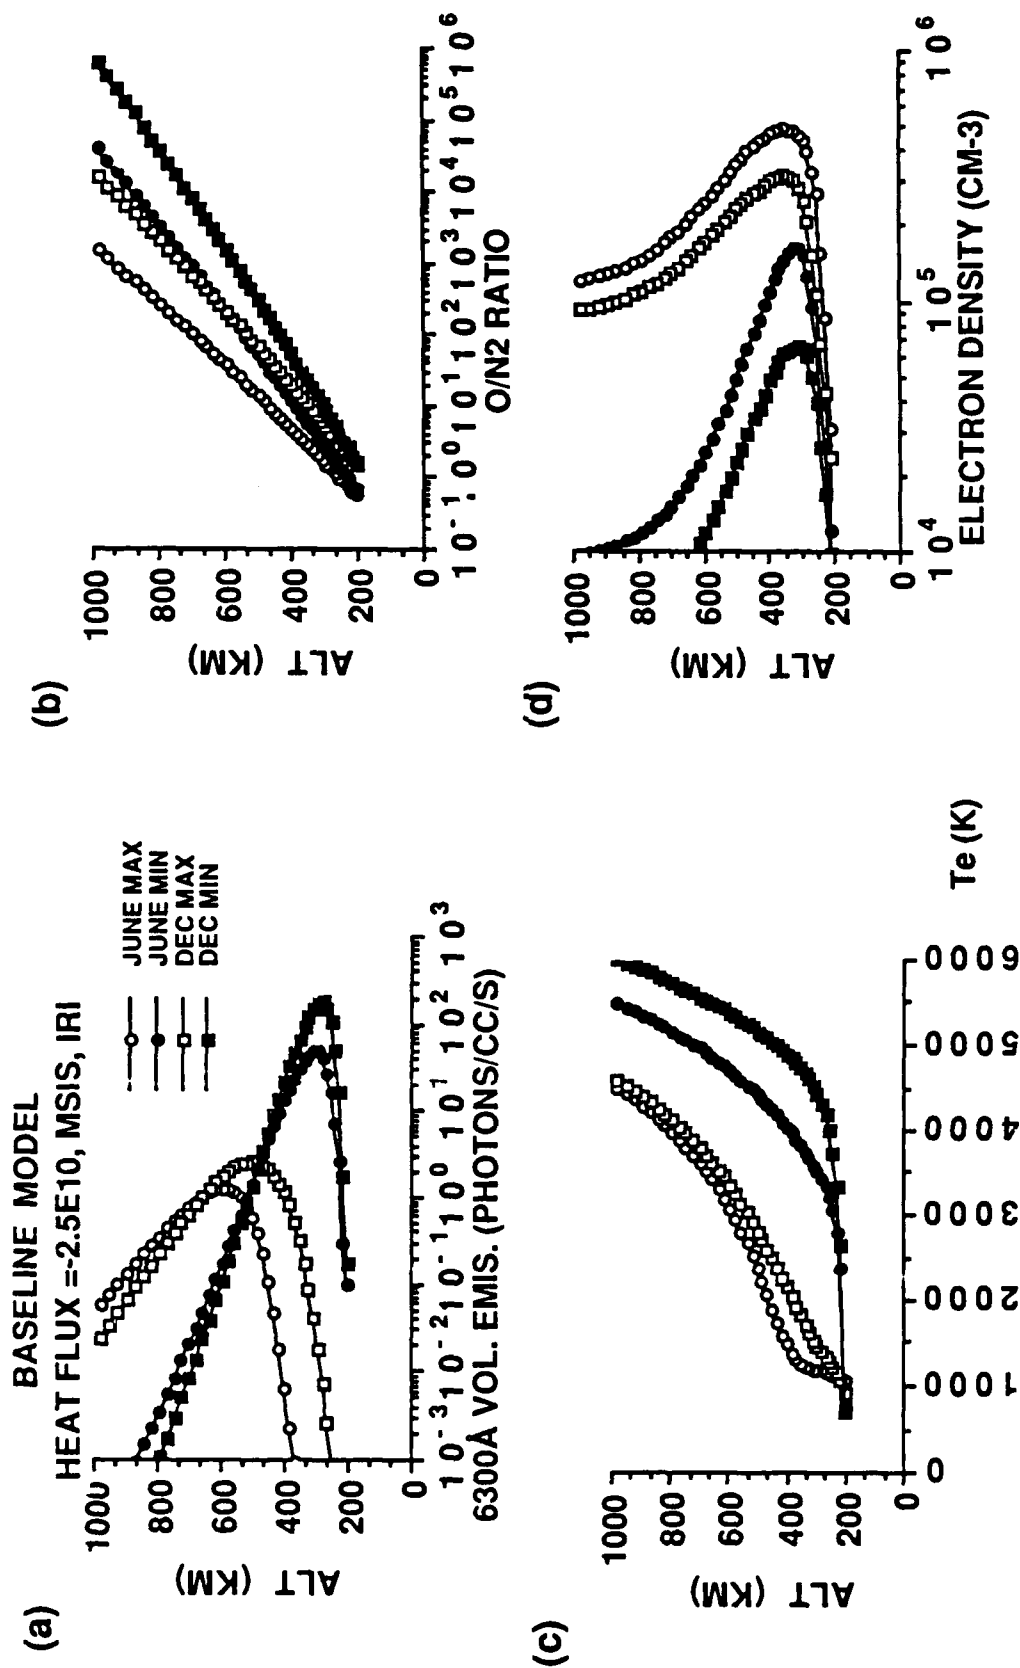 BASELINE MODEL
HEAT FLUX =-2.5E10, MSIS, IRI
(a)
JUNE MAX
JUNE MIN
DEC MAX
DEC MIN
ALT (KM)
1000
800
600
400
200
0
10-3 10-2 10-1 100 101 102 103
6300Å VOL. EMIS. (PHOTONS/CC/S)
(b)
ALT (KM)
1000
800
600
400
200
0
10-1 100 101 102 103 104 105 106
O/N2 RATIO
(c)
ALT (KM)
1000
800
600
400
200
0
0 1000 2000 3000 4000 5000 6000
Te (K)
(d)
ALT (KM)
1000
800
600
400
200
0
104 105 106
ELECTRON DENSITY (CM-3)